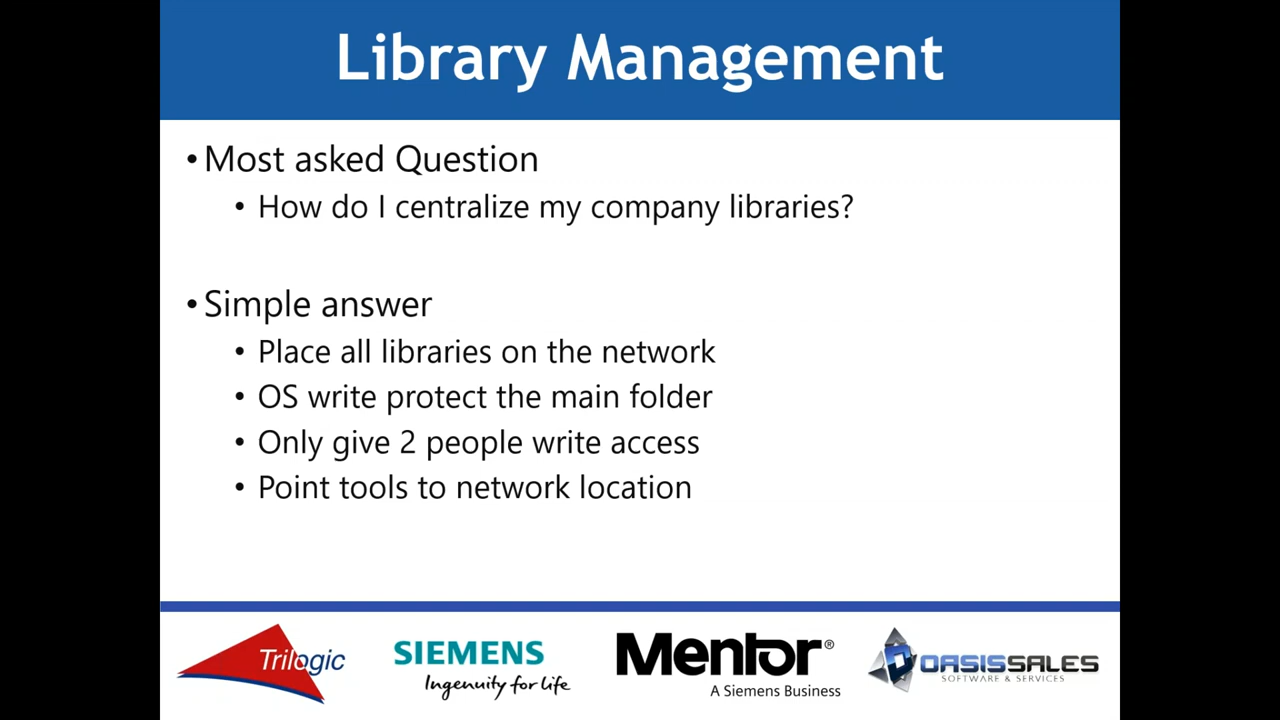 Library Management
• Most asked Question
• How do I centralize my company libraries?
• Simple answer
• Place all libraries on the network
• OS write protect the main folder
• Only give 2 people write access
• Point tools to network location
Trilogic
SIEMENS
Ingenuity for life
Mentor®
A Siemens Business
OASISSALES
SOFTWARE & SERVICES